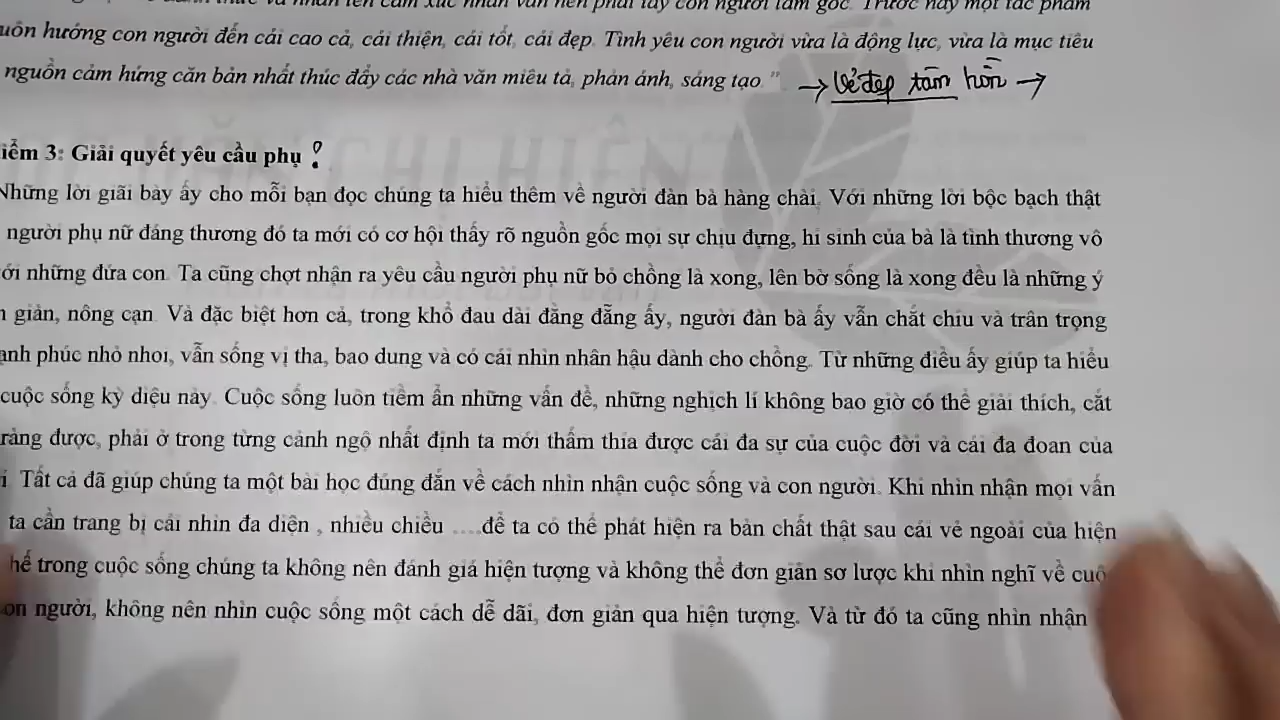 nhân văn nên phải lấy con người làm gốc. Trước nay một tác phẩm
hướng con người đến cái cao cả, cái thiện, cái tốt, cái đẹp. Tình yêu con người vừa là động lực, vừa là mục tiêu
nguồn cảm hứng căn bản nhất thúc đẩy các nhà văn miêu tả, phản ánh, sáng tạo." → Vẻ đẹp tâm hồn →
3: Giải quyết yêu cầu phụ !
Những lời giãi bày ấy cho mỗi bạn đọc chúng ta hiểu thêm về người đàn bà hàng chài. Với những lời bộc bạch thật
người phụ nữ đáng thương đó ta mới có cơ hội thấy rõ nguồn gốc mọi sự chịu đựng, hi sinh của bà là tình thương vô
những đứa con. Ta cũng chợt nhận ra yêu cầu người phụ nữ bỏ chồng là xong, lên bờ sống là xong đều là những ý
giản, nông cạn. Và đặc biệt hơn cả, trong khổ đau dài đằng đẵng ấy, người đàn bà ấy vẫn chắt chiu và trân trọng
phúc nhỏ nhoi, vẫn sống vị tha, bao dung và có cái nhìn nhân hậu dành cho chồng. Từ những điều ấy giúp ta hiểu
cuộc sống kỳ diệu này. Cuộc sống luôn tiềm ẩn những vấn đề, những nghịch lí không bao giờ có thể giải thích, cắt
ràng được, phải ở trong từng cảnh ngộ nhất định ta mới thấm thía được cái đa sự của cuộc đời và cái đa đoan của
Tất cả đã giúp chúng ta một bài học đúng đắn về cách nhìn nhận cuộc sống và con người. Khi nhìn nhận mọi vấn
ta cần trang bị cái nhìn đa diện , nhiều chiều ....để ta có thể phát hiện ra bản chất thật sau cái vẻ ngoài của hiện
trong cuộc sống chúng ta không nên đánh giá hiện tượng và không thể đơn giản sơ lược khi nhìn nghĩ về
người, không nên nhìn cuộc sống một cách dễ dãi, đơn giản qua hiện tượng. Và từ đó ta cũng nhìn nhận